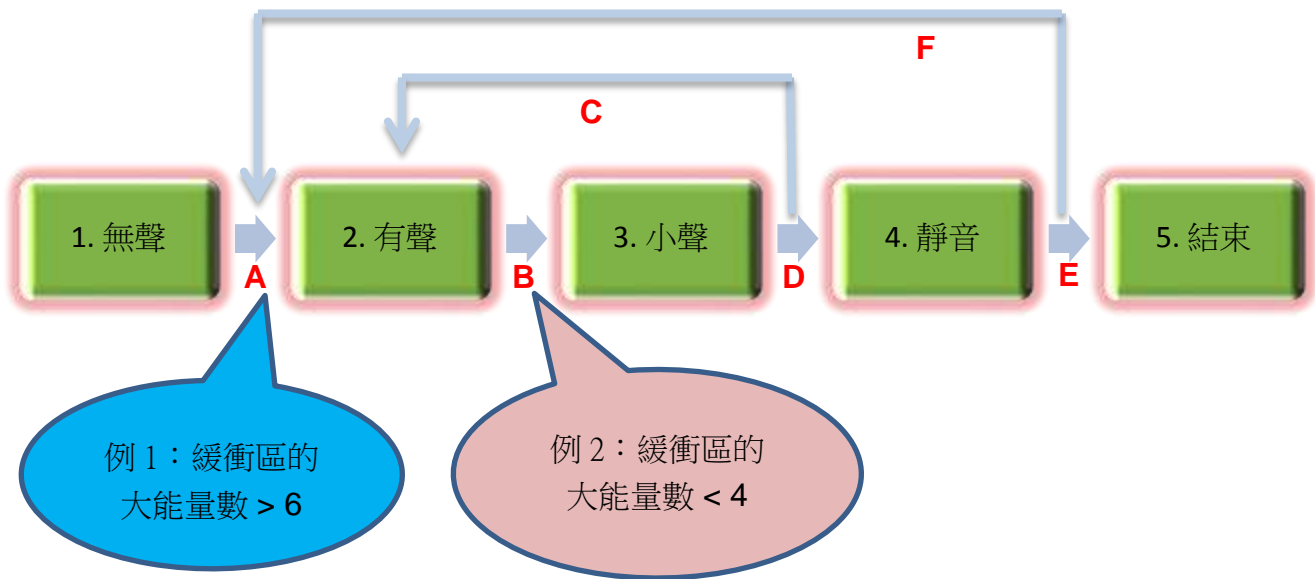 F
C
1. 無聲
2. 有聲
3. 小聲
4. 靜音
5. 結束
A
B
D
E
例 1：緩衝區的
大能量數 > 6
例 2：緩衝區的
大能量數 < 4